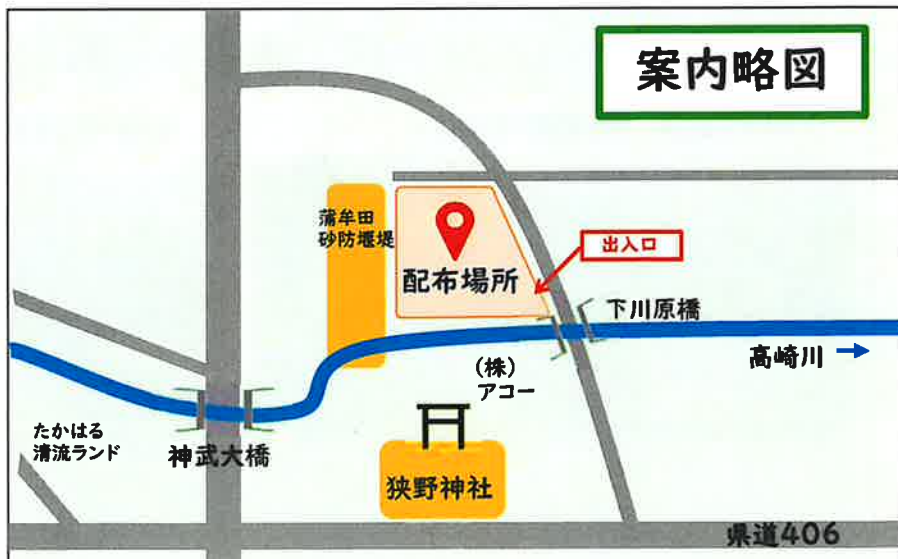 案内略図
蒲牟田
砂防堰堤
配布場所
出入口
下川原橋
高崎川
(株)
アコー
たかはる
清流ランド
神武大橋
狭野神社
県道406